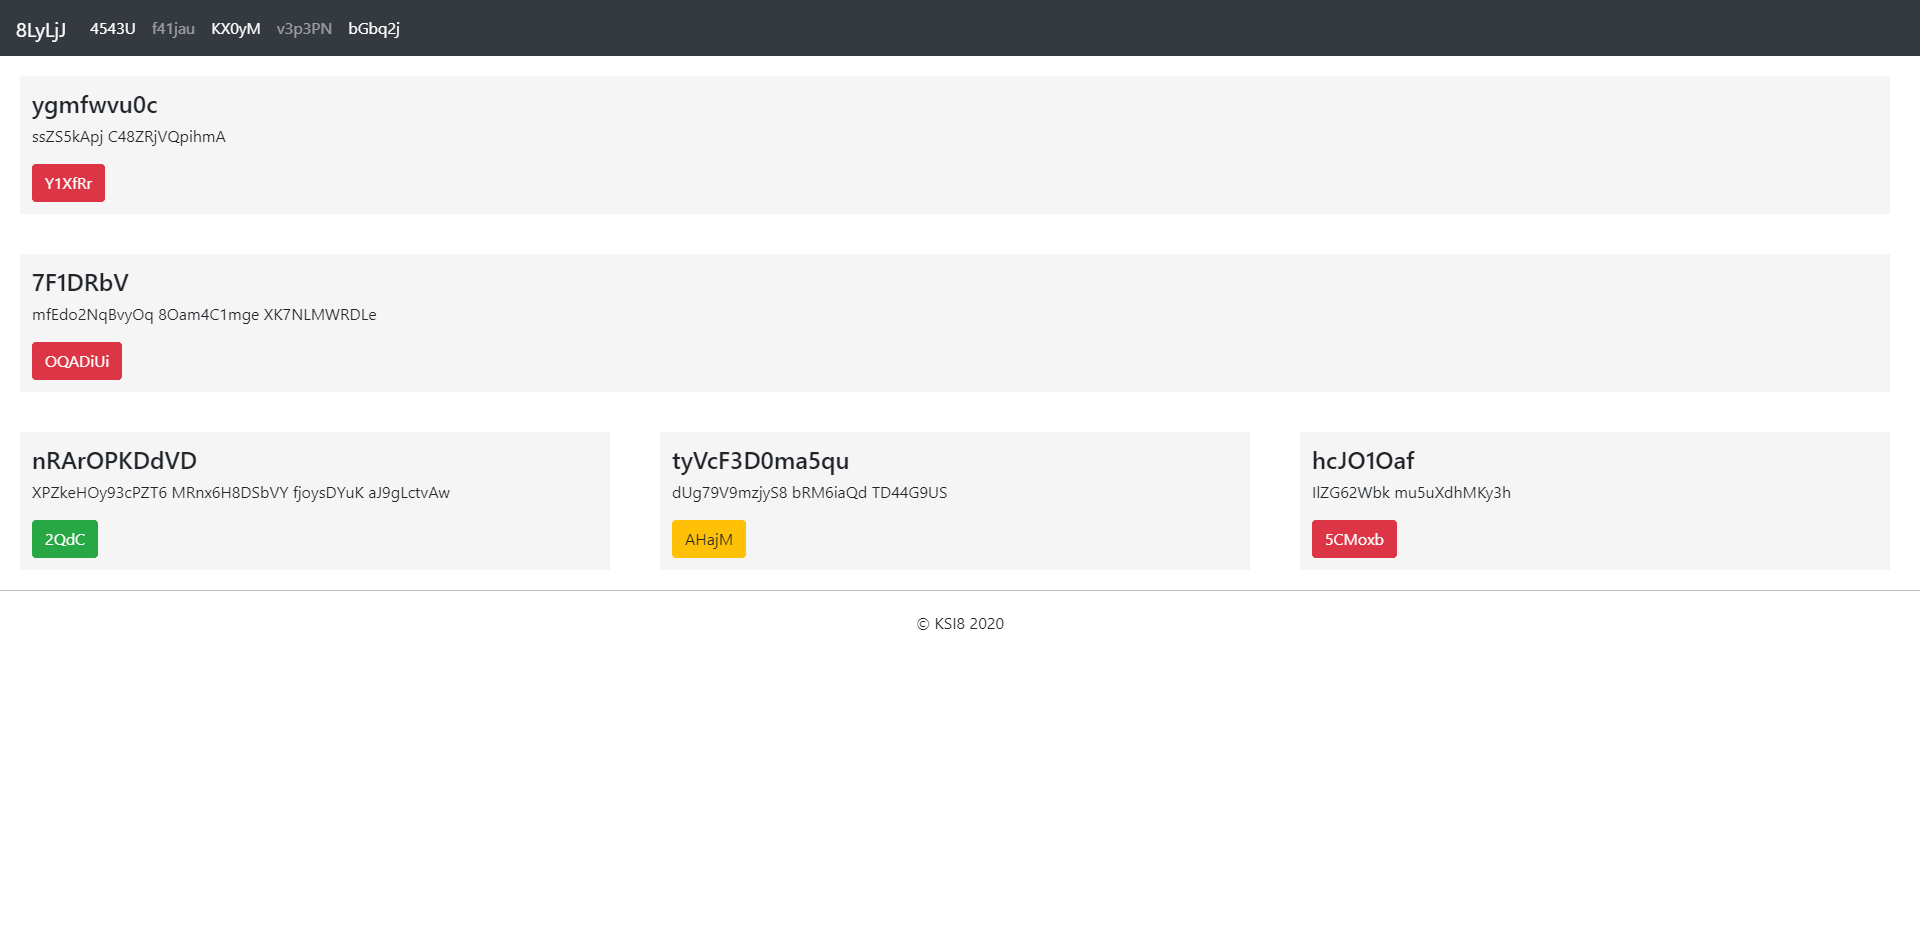 8LyLjJ 4543U f41jau KX0yM v3p3PN bGbq2j
ygmfwvu0c
ssZS5kApj C48ZRjVQpihmA
Y1XfRr
7F1DRbV
mfEdo2NqBvyOq 8Oam4C1mge XK7NLMWRDLe
OQADiUi
nRArOPKDdVD
XPZkeHOy93cPZT6 MRnx6H8DSbVY fjoysDYuK aJ9gLctvAw
2QdC
tyVcF3D0ma5qu
dUg79V9mzjyS8 bRM6iaQd TD44G9US
AHajM
hcJO1Oaf
IlZG62Wbk mu5uXdhMKy3h
5CMoxb
© KSI8 2020